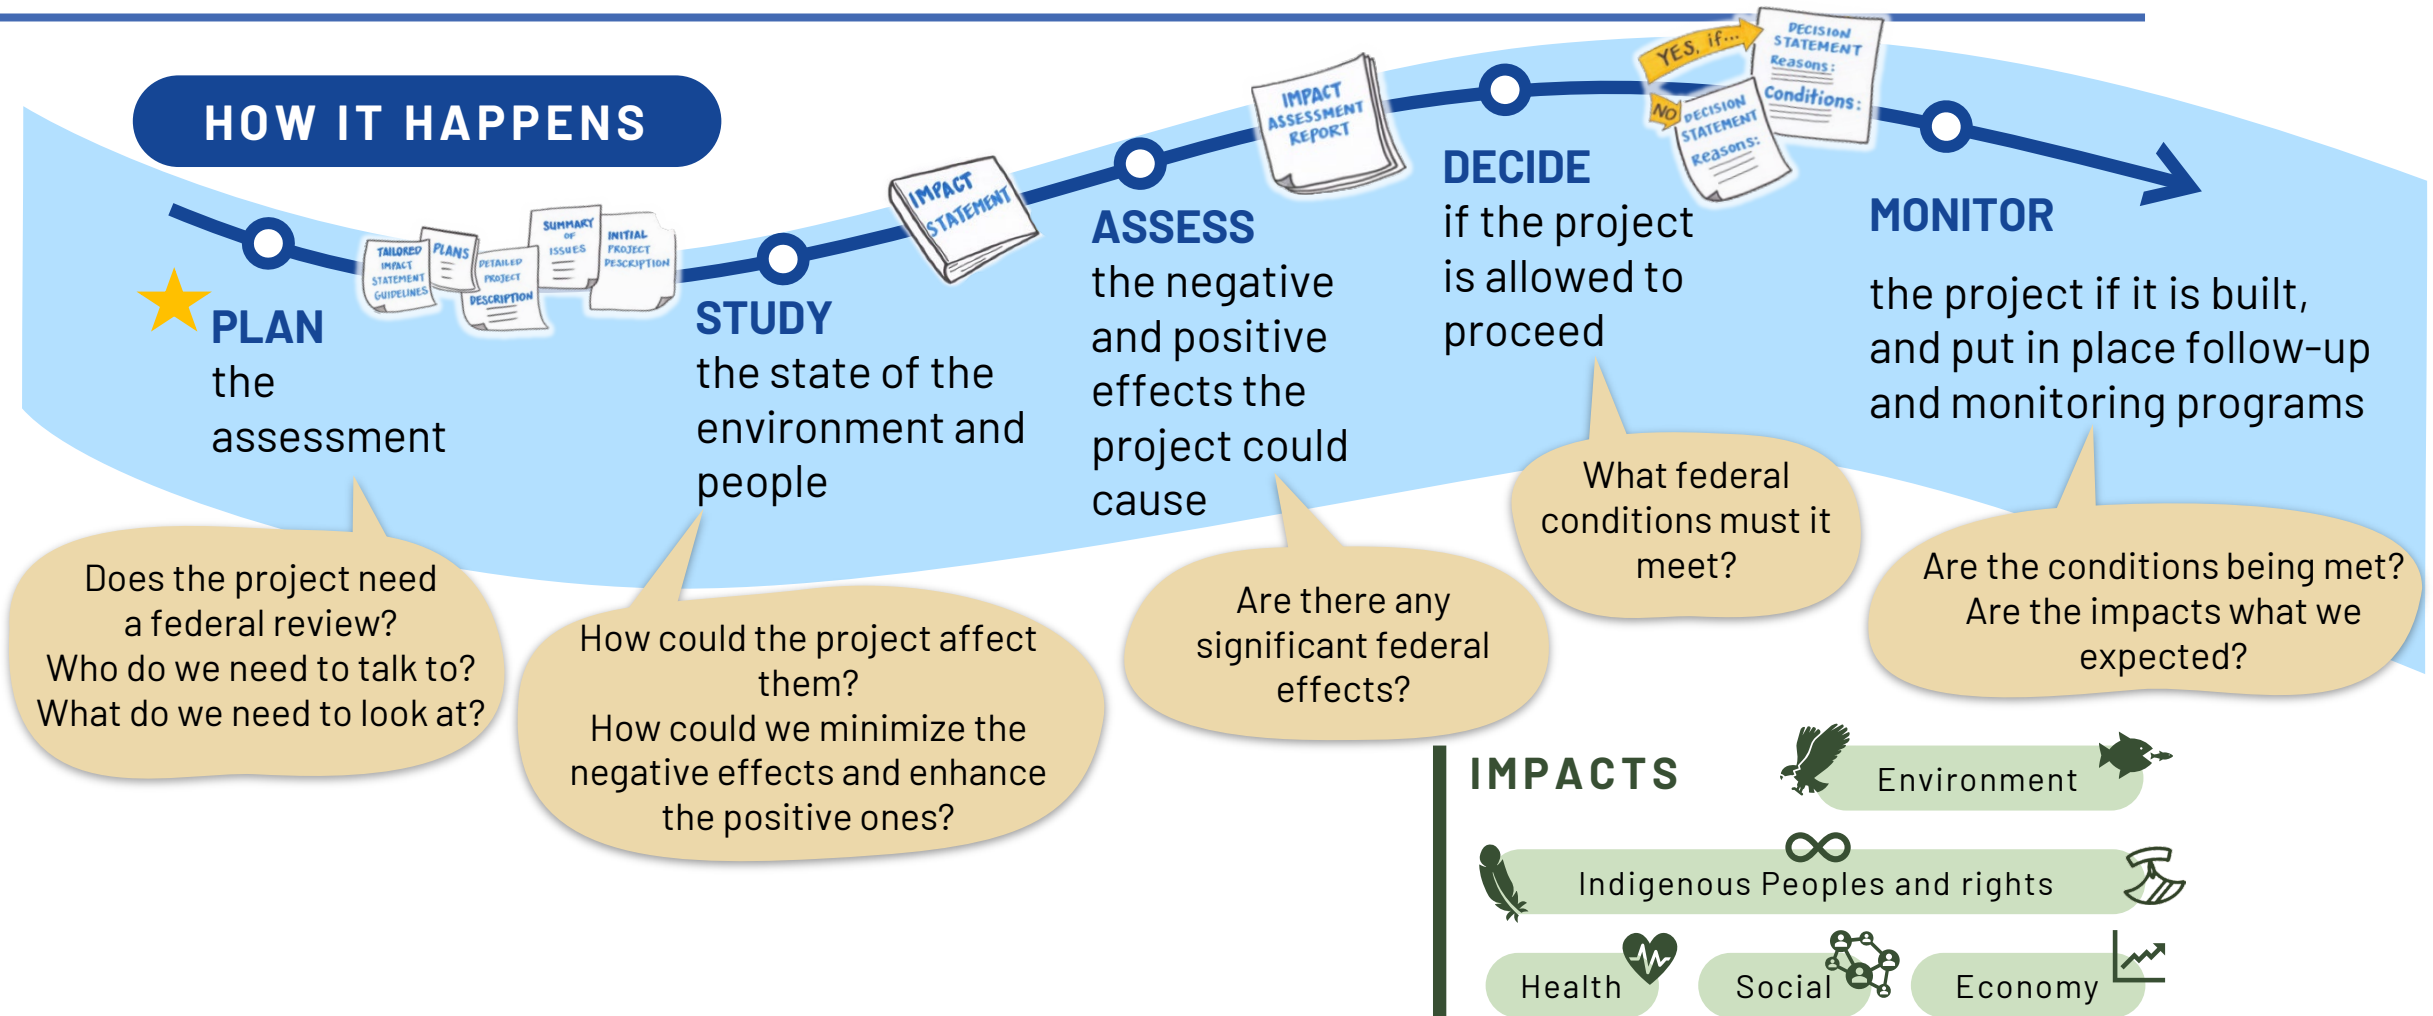 HOW IT HAPPENS
PLAN
the
assessment
TAILORED
IMPACT
STATEMENT
GUIDELINES
PLANS
DETAILED
PROJECT
DESCRIPTION
SUMMARY
OF
ISSUES
INITIAL
PROJECT
DESCRIPTION
Does the project need
a federal review?
Who do we need to talk to?
What do we need to look at?
STUDY
the state of the
environment and
people
IMPACT
STATEMENT
How could the project affect
them?
How could we minimize the
negative effects and enhance
the positive ones?
ASSESS
the negative
and positive
effects the
project could
cause
IMPACT
ASSESSMENT
REPORT
Are there any
significant federal
effects?
DECIDE
if the project
is allowed to
proceed
YES, if...
DECISION
STATEMENT
Reasons:
Conditions:
NO
DECISION
STATEMENT
Reasons:
What federal
conditions must it
meet?
MONITOR
the project if it is built,
and put in place follow-up
and monitoring programs
Are the conditions being met?
Are the impacts what we
expected?
IMPACTS
Environment
Indigenous Peoples and rights
Health
Social
Economy